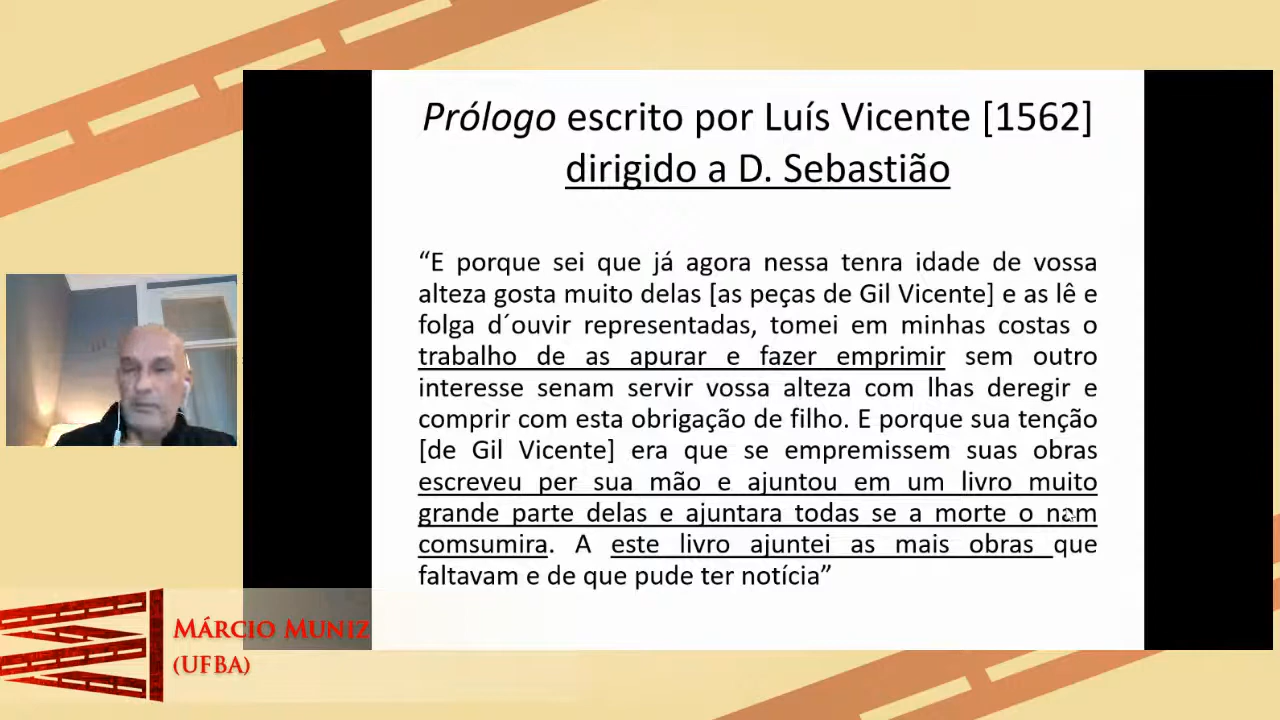 Prólogo escrito por Luís Vicente [1562]
dirigido a D. Sebastião
“E porque sei que já agora nessa tenra idade de vossa
alteza gosta muito delas [as peças de Gil Vicente] e as lê e
folga d´ouvir representadas, tomei em minhas costas o
trabalho de as apurar e fazer emprimir sem outro
interesse senam servir vossa alteza com lhas deregir e
comprir com esta obrigação de filho. E porque sua tenção
[de Gil Vicente] era que se empremissem suas obras
escreveu per sua mão e ajuntou em um livro muito
grande parte delas e ajuntara todas se a morte o nam
comsumira. A este livro ajuntei as mais obras que
faltavam e de que pude ter notícia”
MÁRCIO MUNIZ
(UFBA)